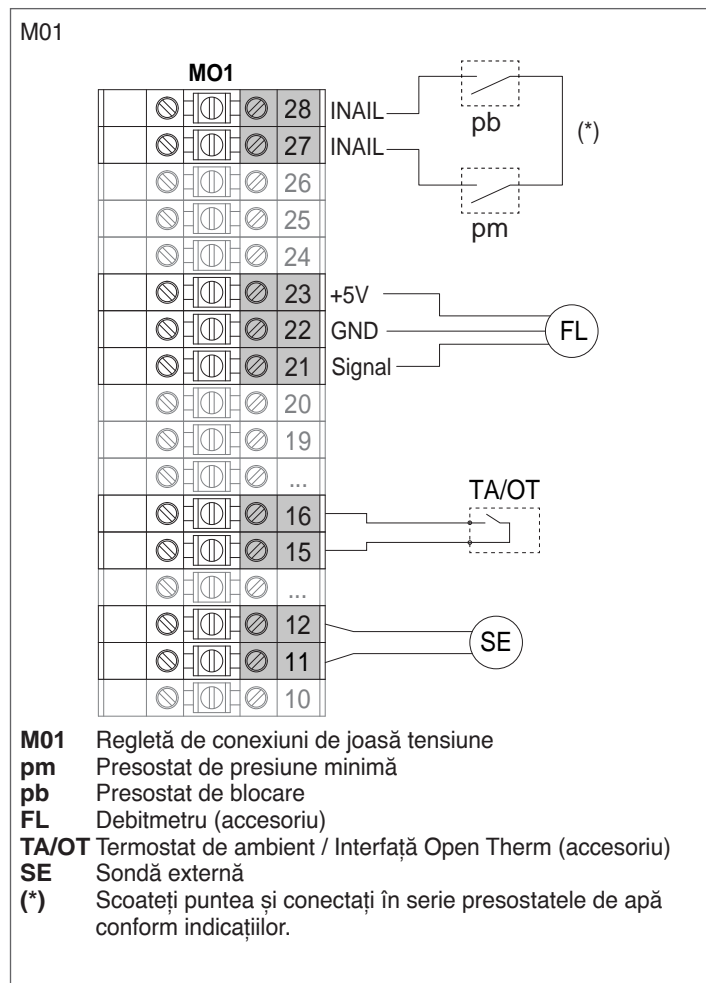 M01
MO1
28 INAIL
pb
(*)
27 INAIL
26
pm
25
24
23 +5V
22 GND
FL
21 Signal
20
19
...
TA/OT
16
15
...
12
SE
11
10
M01 Regletă de conexiuni de joasă tensiune
pm Presostat de presiune minimă
pb Presostat de blocare
FL Debitmetru (accesoriu)
TA/OT Termostat de ambient / Interfață Open Therm (accesoriu)
SE Sondă externă
(*) Scoateți puntea și conectați în serie presostatele de apă
conform indicațiilor.